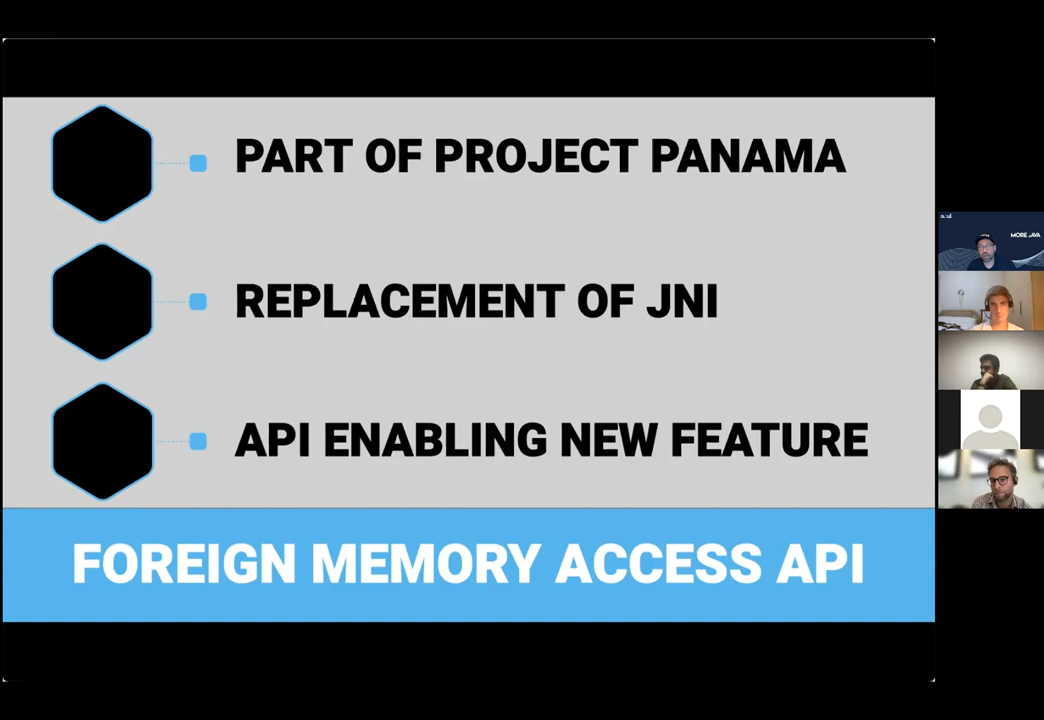 PART OF PROJECT PANAMA
REPLACEMENT OF JNI
API ENABLING NEW FEATURE
FOREIGN MEMORY ACCESS API
MORE JAVA